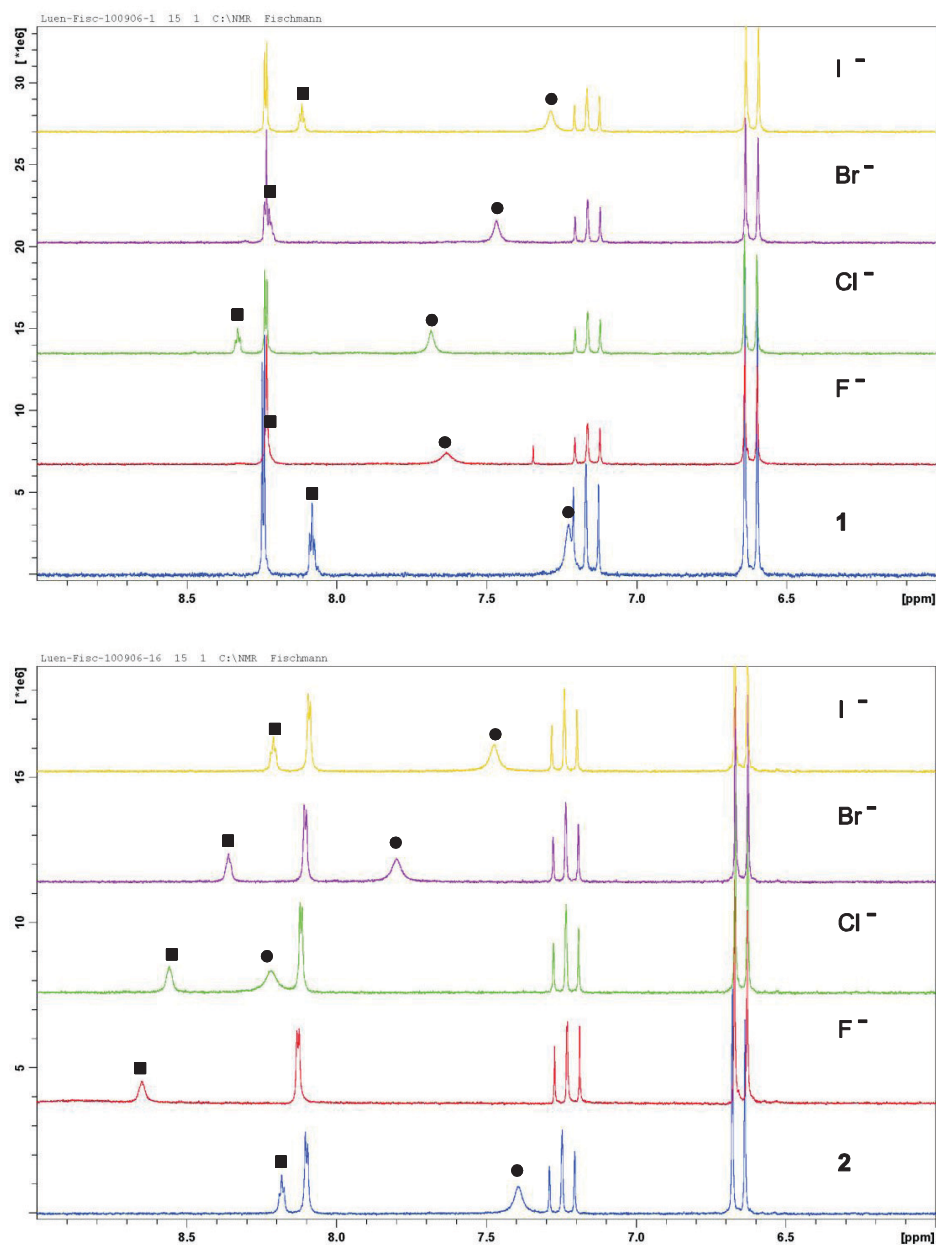 Luen-Fisc-100906-1 15 1 C:\NMR Fischmann
[*1e6]
30
25
20
15
10
5
I⁻
Br⁻
Cl⁻
F⁻
1
8.5 8.0 7.5 7.0 6.5 [ppm]
Luen-Fisc-100906-16 15 1 C:\NMR Fischmann
[*1e6]
15
10
5
I⁻
Br⁻
Cl⁻
F⁻
2
8.5 8.0 7.5 7.0 6.5 [ppm]